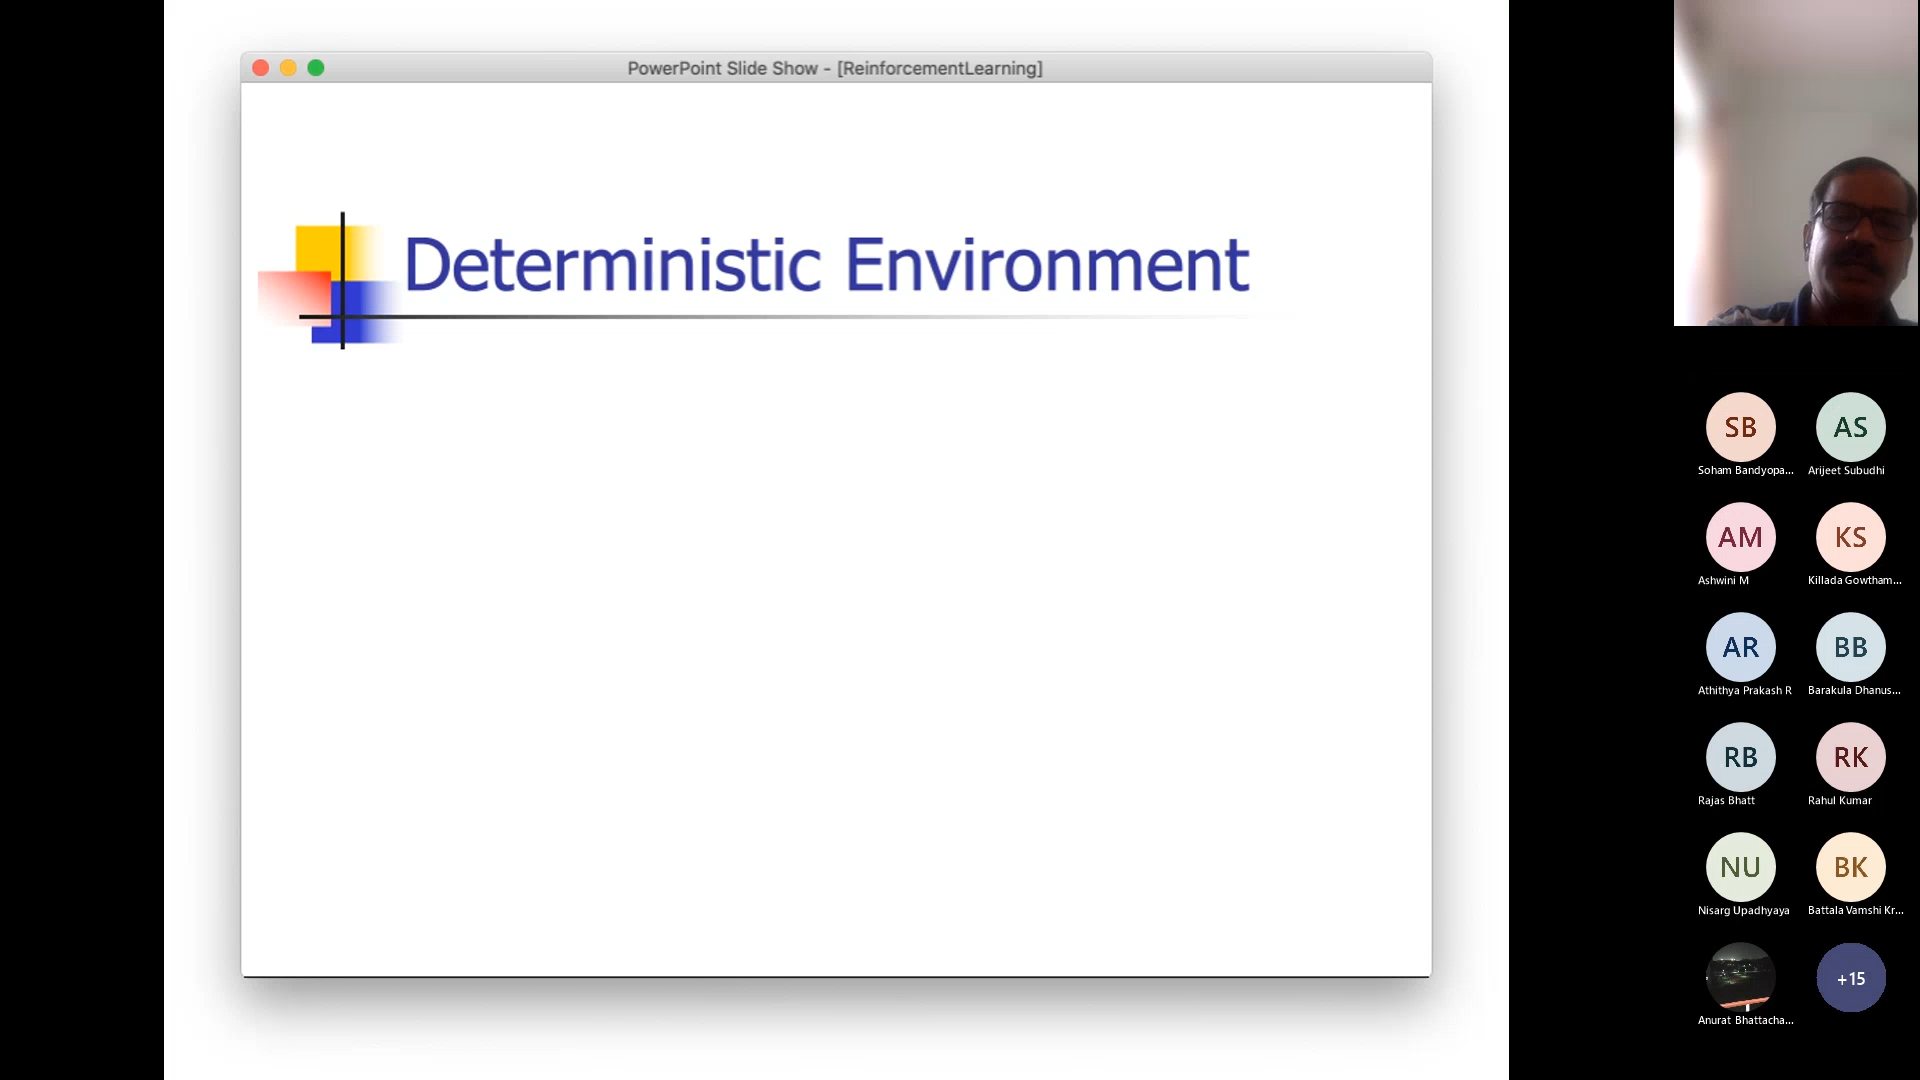 PowerPoint Slide Show - [ReinforcementLearning]
Deterministic Environment
SB
AS
Soham Bandyopa...
Arijeet Subudhi
AM
KS
Ashwini M
Killada Gowtham...
AR
BB
Athithya Prakash R
Barakula Dhanus...
RB
RK
Rajas Bhatt
Rahul Kumar
NU
BK
Nisarg Upadhyaya
Battala Vamshi Kr...
+15
Anurat Bhattacha...